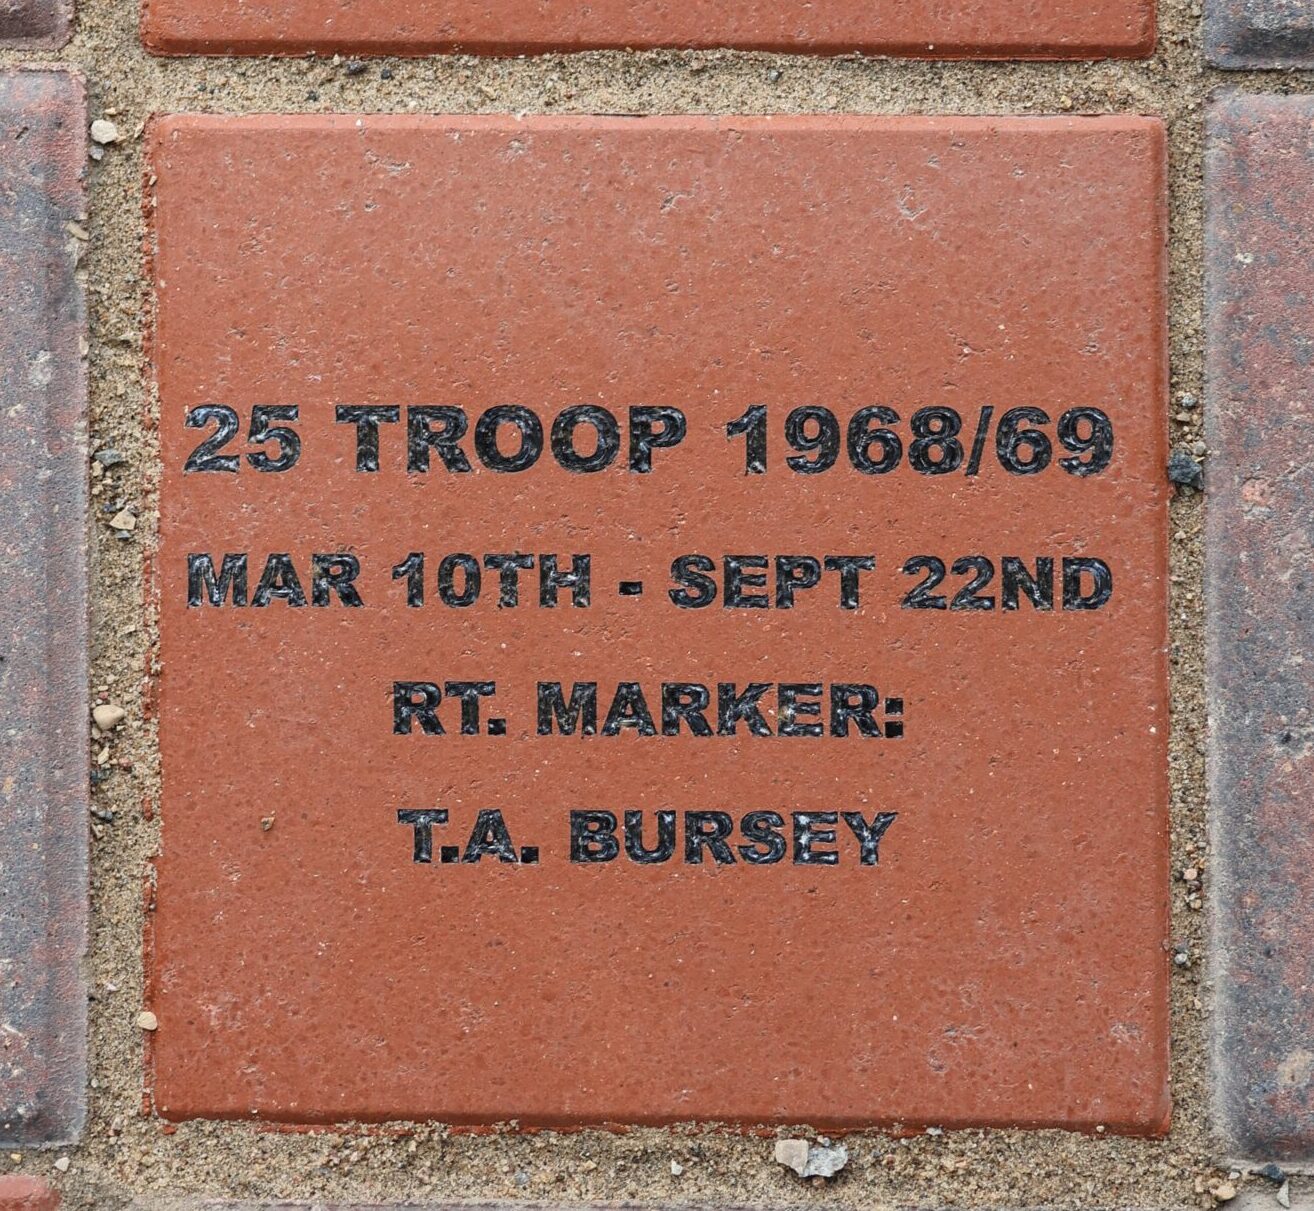 25 TROOP 1968/69
MAR 10TH - SEPT 22ND
RT. MARKER:
T.A. BURSEY